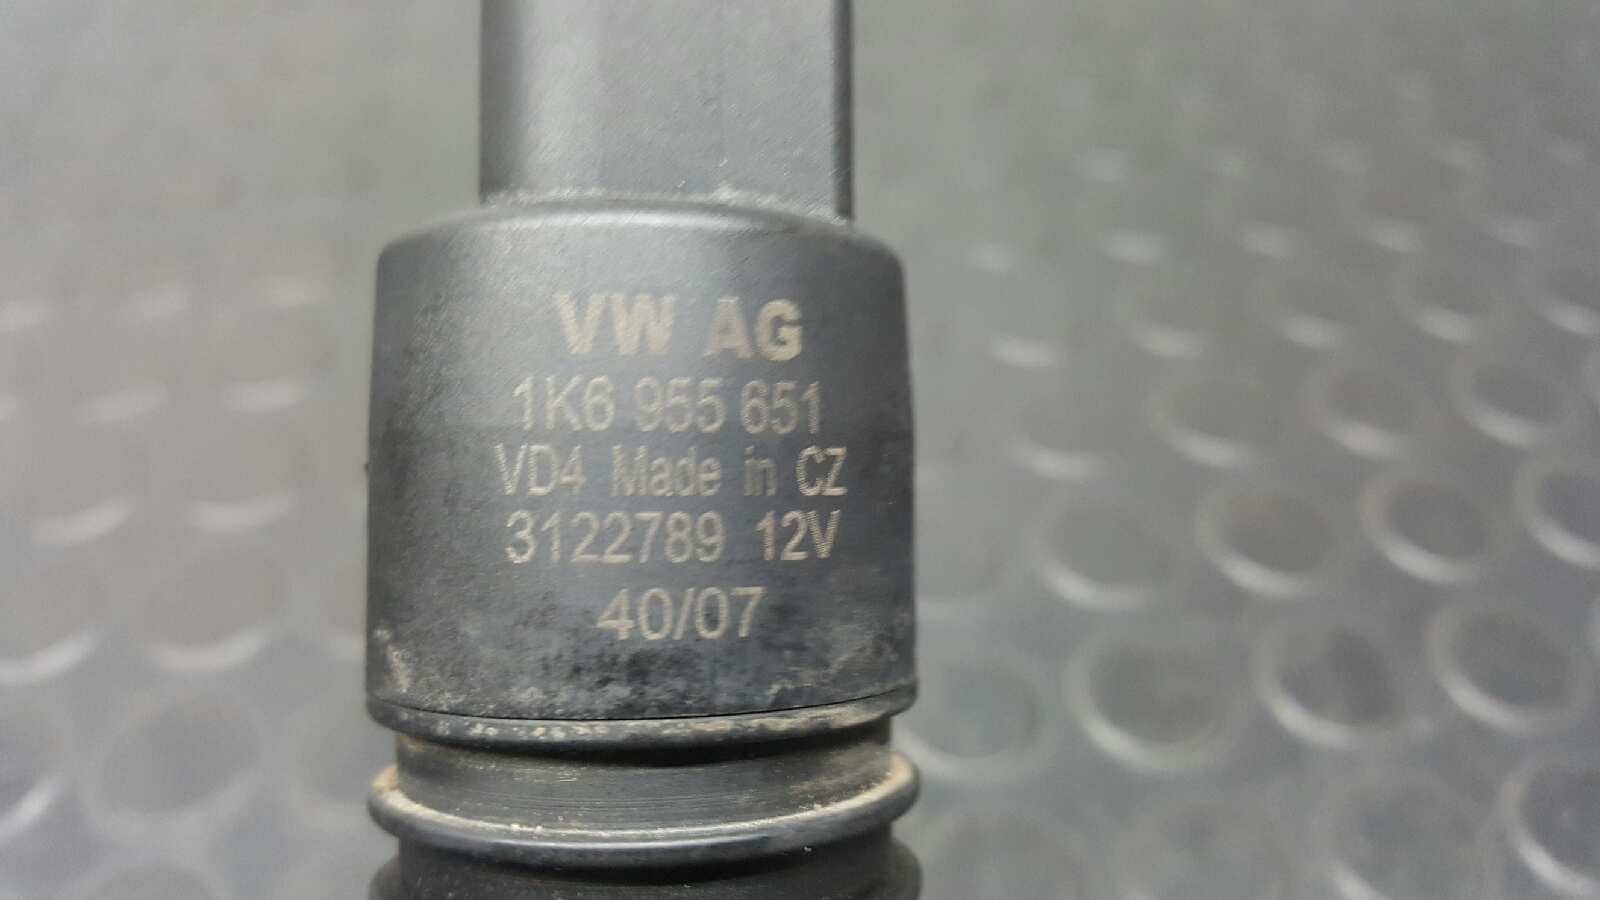 VW AG
1K6 955 651
VD4 Made in CZ
3122789 12V
40/07